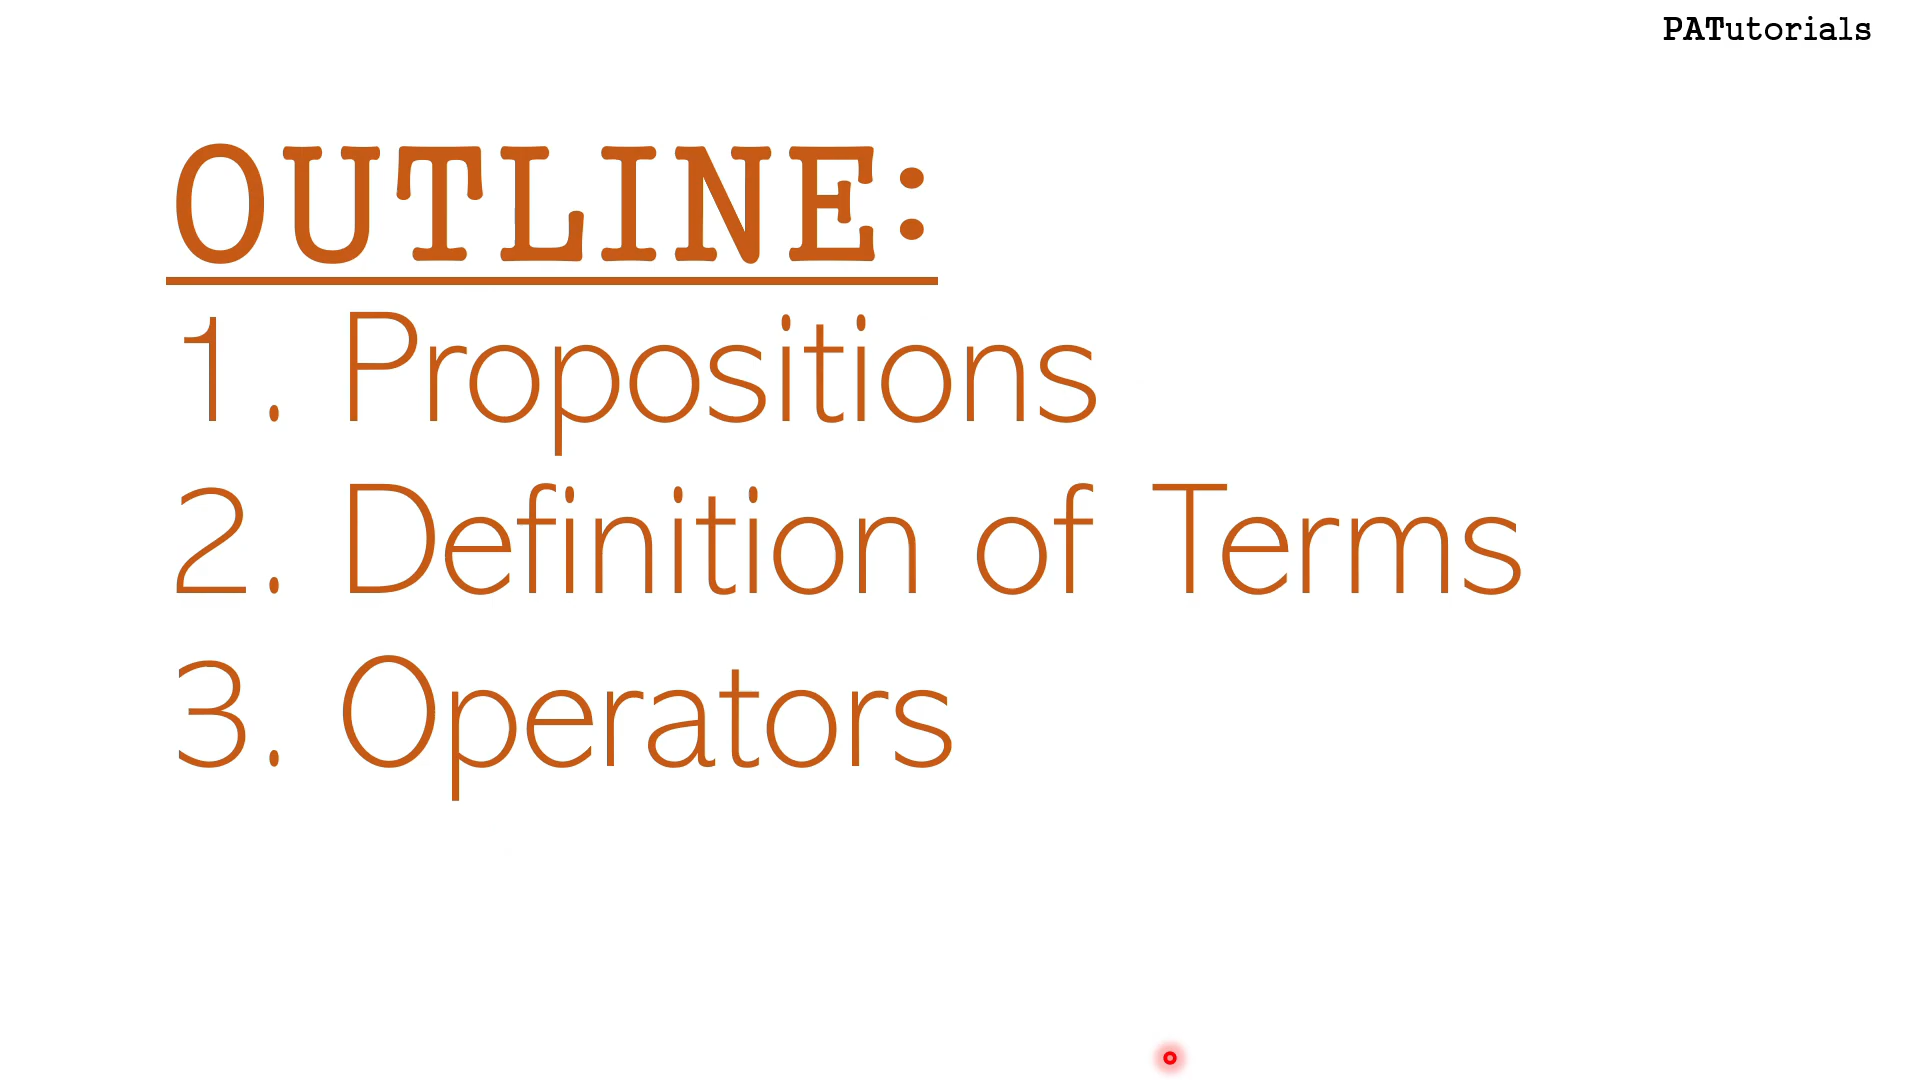 PATutorials
OUTLINE:
1. Propositions
2. Definition of Terms
3. Operators